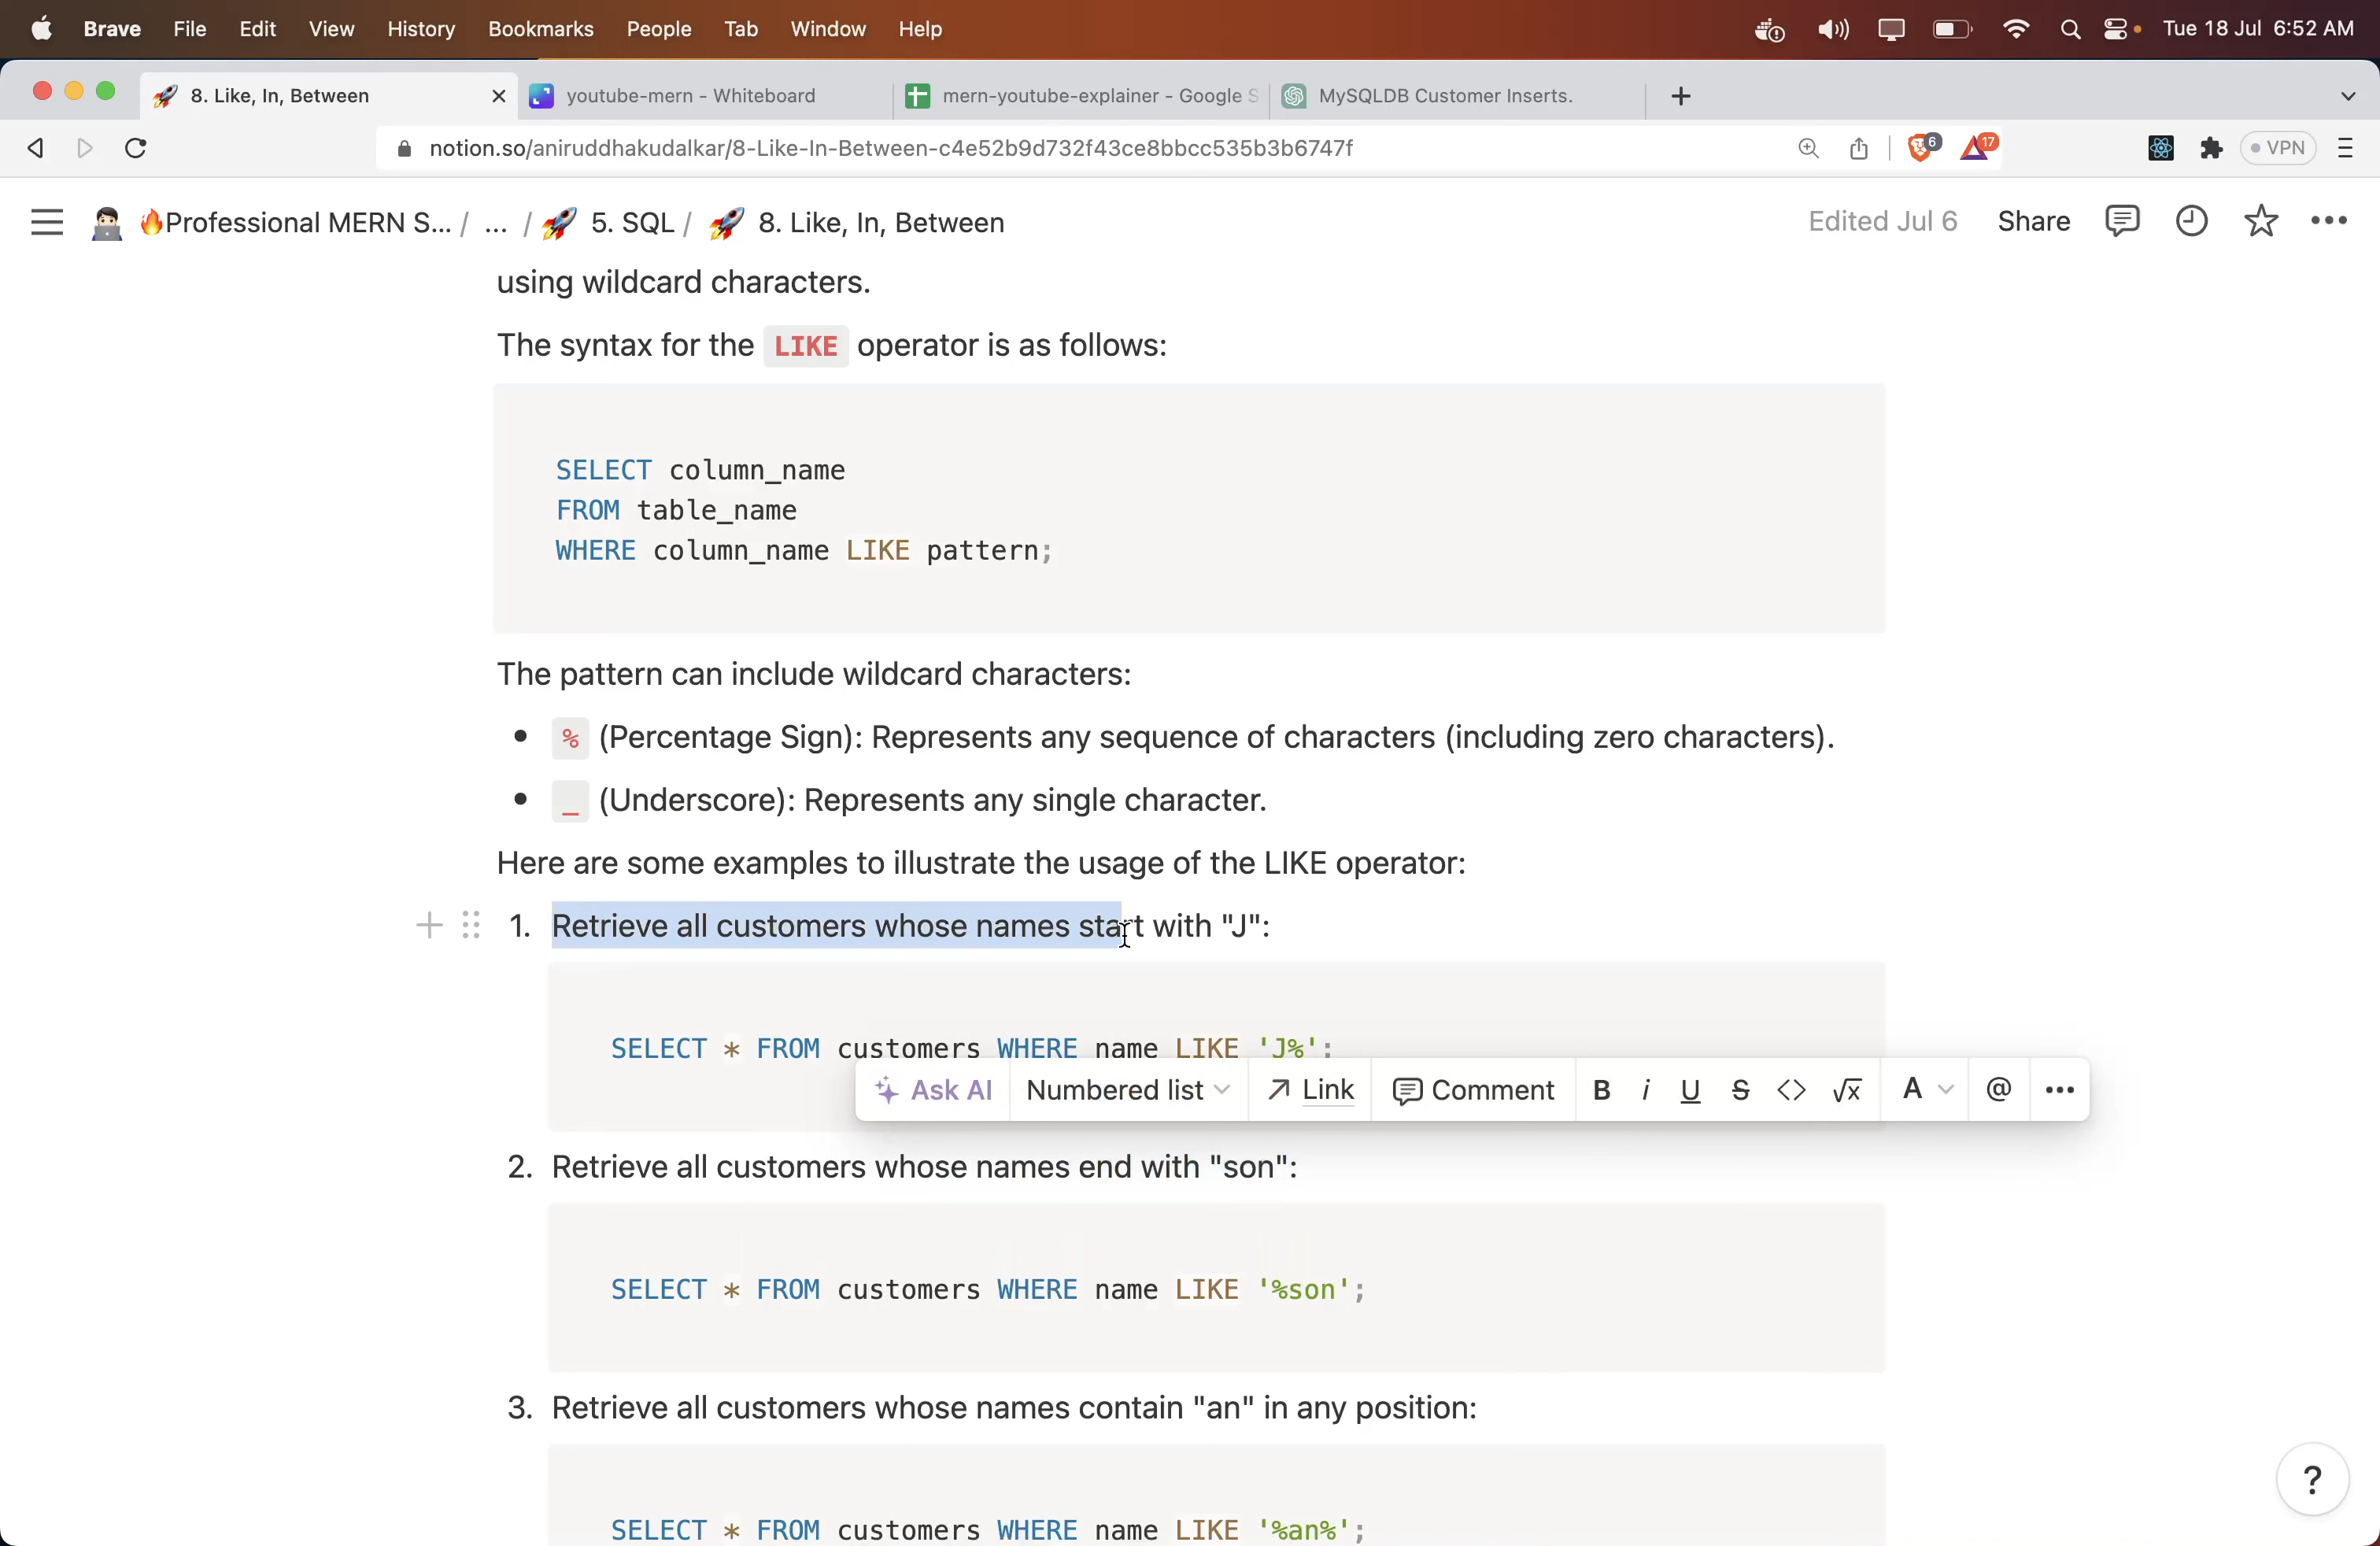 Brave File Edit View History Bookmarks People Tab Window Help Tue 18 Jul 6:52 AM
8. Like, In, Between youtube-mern - Whiteboard mern-youtube-explainer - Google S MySQLDB Customer Inserts.
notion.so/aniruddhakudalkar/8-Like-In-Between-c4e52b9d732f43ce8bbcc535b3b6747f 6 17 VPN
🔥Professional MERN S... / ... / 🚀 5. SQL / 🚀 8. Like, In, Between Edited Jul 6 Share
using wildcard characters.
The syntax for the LIKE operator is as follows:
SELECT column_name
FROM table_name
WHERE column_name LIKE pattern;
The pattern can include wildcard characters:
• % (Percentage Sign): Represents any sequence of characters (including zero characters).
• _ (Underscore): Represents any single character.
Here are some examples to illustrate the usage of the LIKE operator:
1. Retrieve all customers whose names start with "J":
SELECT * FROM customers WHERE name LIKE 'J%';
Ask AI Numbered list Link Comment B i U S <> √x A @ •••
2. Retrieve all customers whose names end with "son":
SELECT * FROM customers WHERE name LIKE '%son';
3. Retrieve all customers whose names contain "an" in any position:
SELECT * FROM customers WHERE name LIKE '%an%';
?